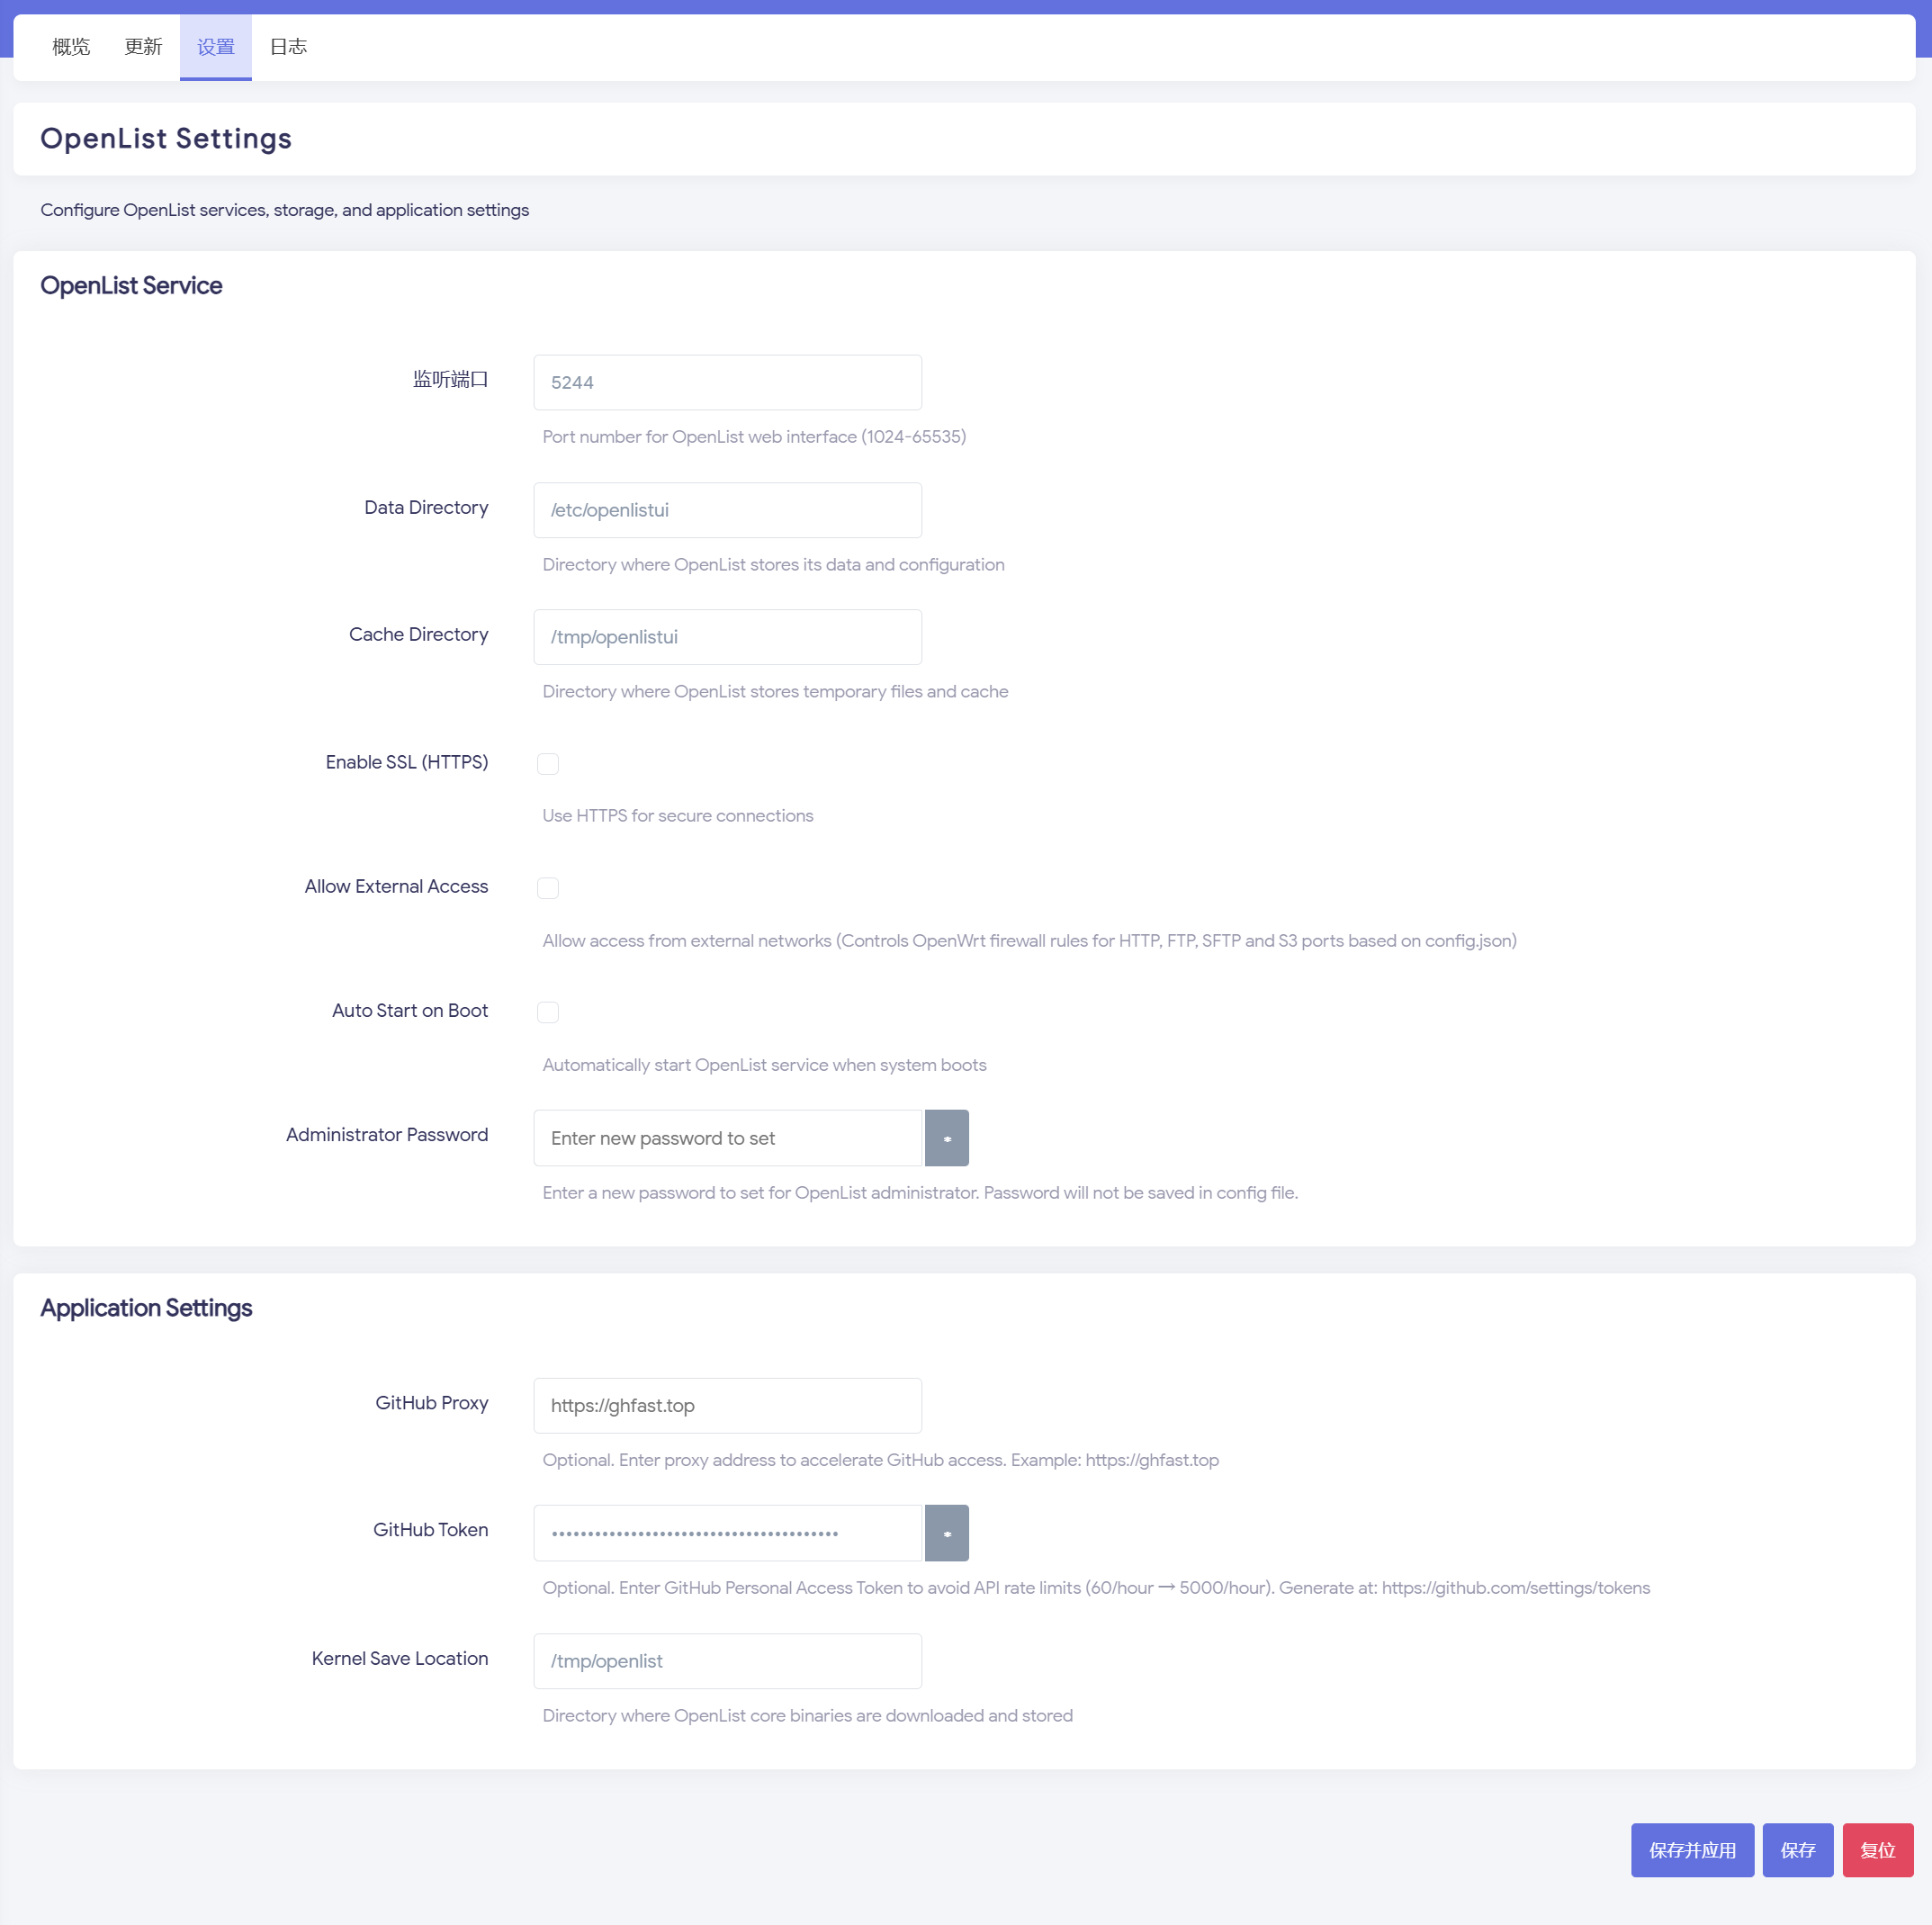 概览 更新 设置 日志
OpenList Settings
Configure OpenList services, storage, and application settings
OpenList Service
监听端口 5244
Port number for OpenList web interface (1024-65535)
Data Directory /etc/openlistui
Directory where OpenList stores its data and configuration
Cache Directory /tmp/openlistui
Directory where OpenList stores temporary files and cache
Enable SSL (HTTPS)
Use HTTPS for secure connections
Allow External Access
Allow access from external networks (Controls OpenWrt firewall rules for HTTP, FTP, SFTP and S3 ports based on config.json)
Auto Start on Boot
Automatically start OpenList service when system boots
Administrator Password Enter new password to set *
Enter a new password to set for OpenList administrator. Password will not be saved in config file.
Application Settings
GitHub Proxy https://ghfast.top
Optional. Enter proxy address to accelerate GitHub access. Example: https://ghfast.top
GitHub Token •••••••••••••••••••••••••••••••••••••••• *
Optional. Enter GitHub Personal Access Token to avoid API rate limits (60/hour → 5000/hour). Generate at: https://github.com/settings/tokens
Kernel Save Location /tmp/openlist
Directory where OpenList core binaries are downloaded and stored
保存并应用 保存 复位